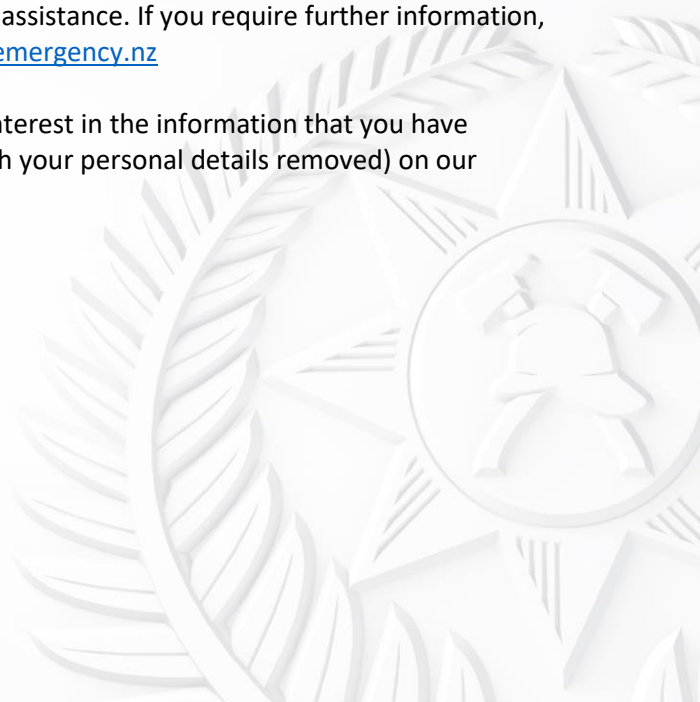 assistance. If you require further information,
emergency.nz
nterest in the information that you have
h your personal details removed) on our